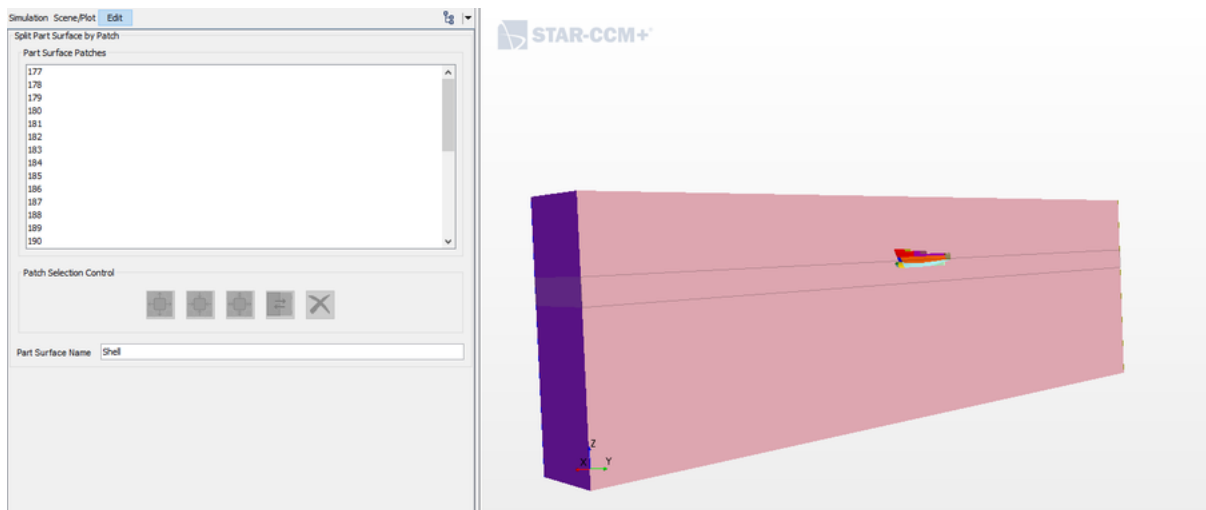 Simulation Scene/Plot Edit
Split Part Surface by Patch
Part Surface Patches
177
178
179
180
181
182
183
184
185
186
187
188
189
190
Patch Selection Control
Part Surface Name Shell
STAR-CCM+
Z
X Y